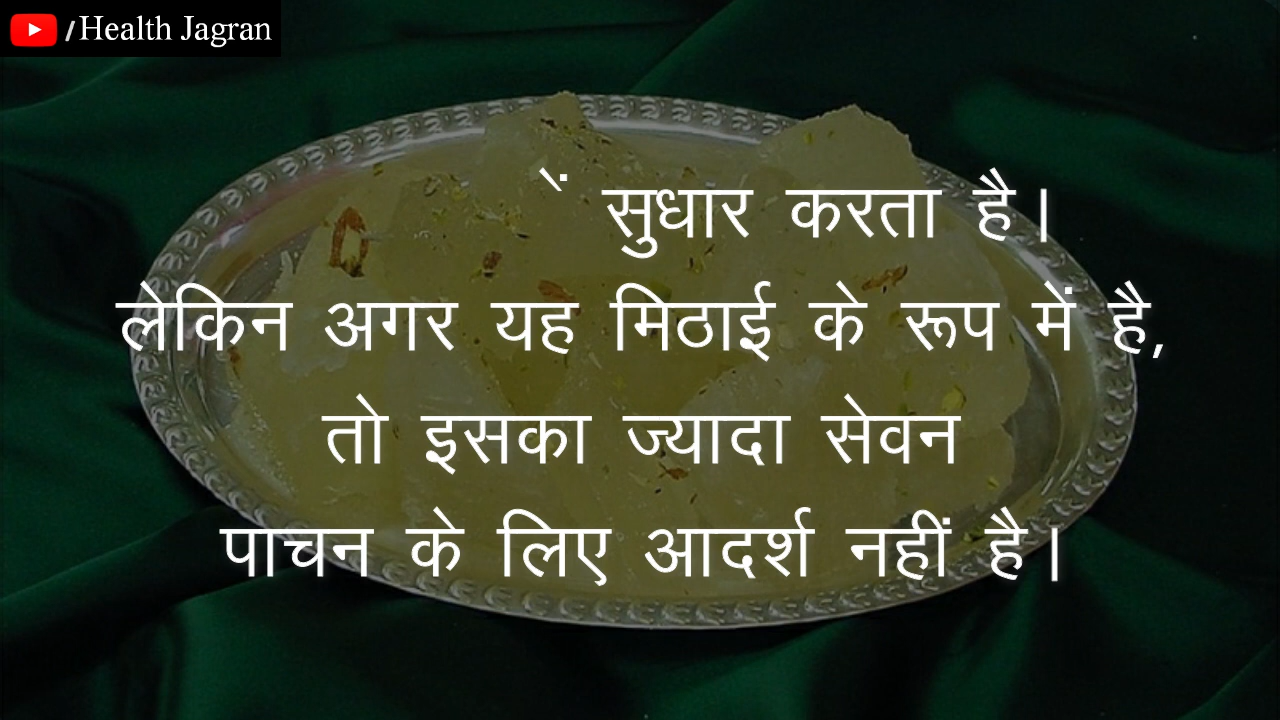 /Health Jagran
सुधार करता है।
लेकिन अगर यह मिठाई के रूप में है,
तो इसका ज्यादा सेवन
पाचन के लिए आदर्श नहीं है।